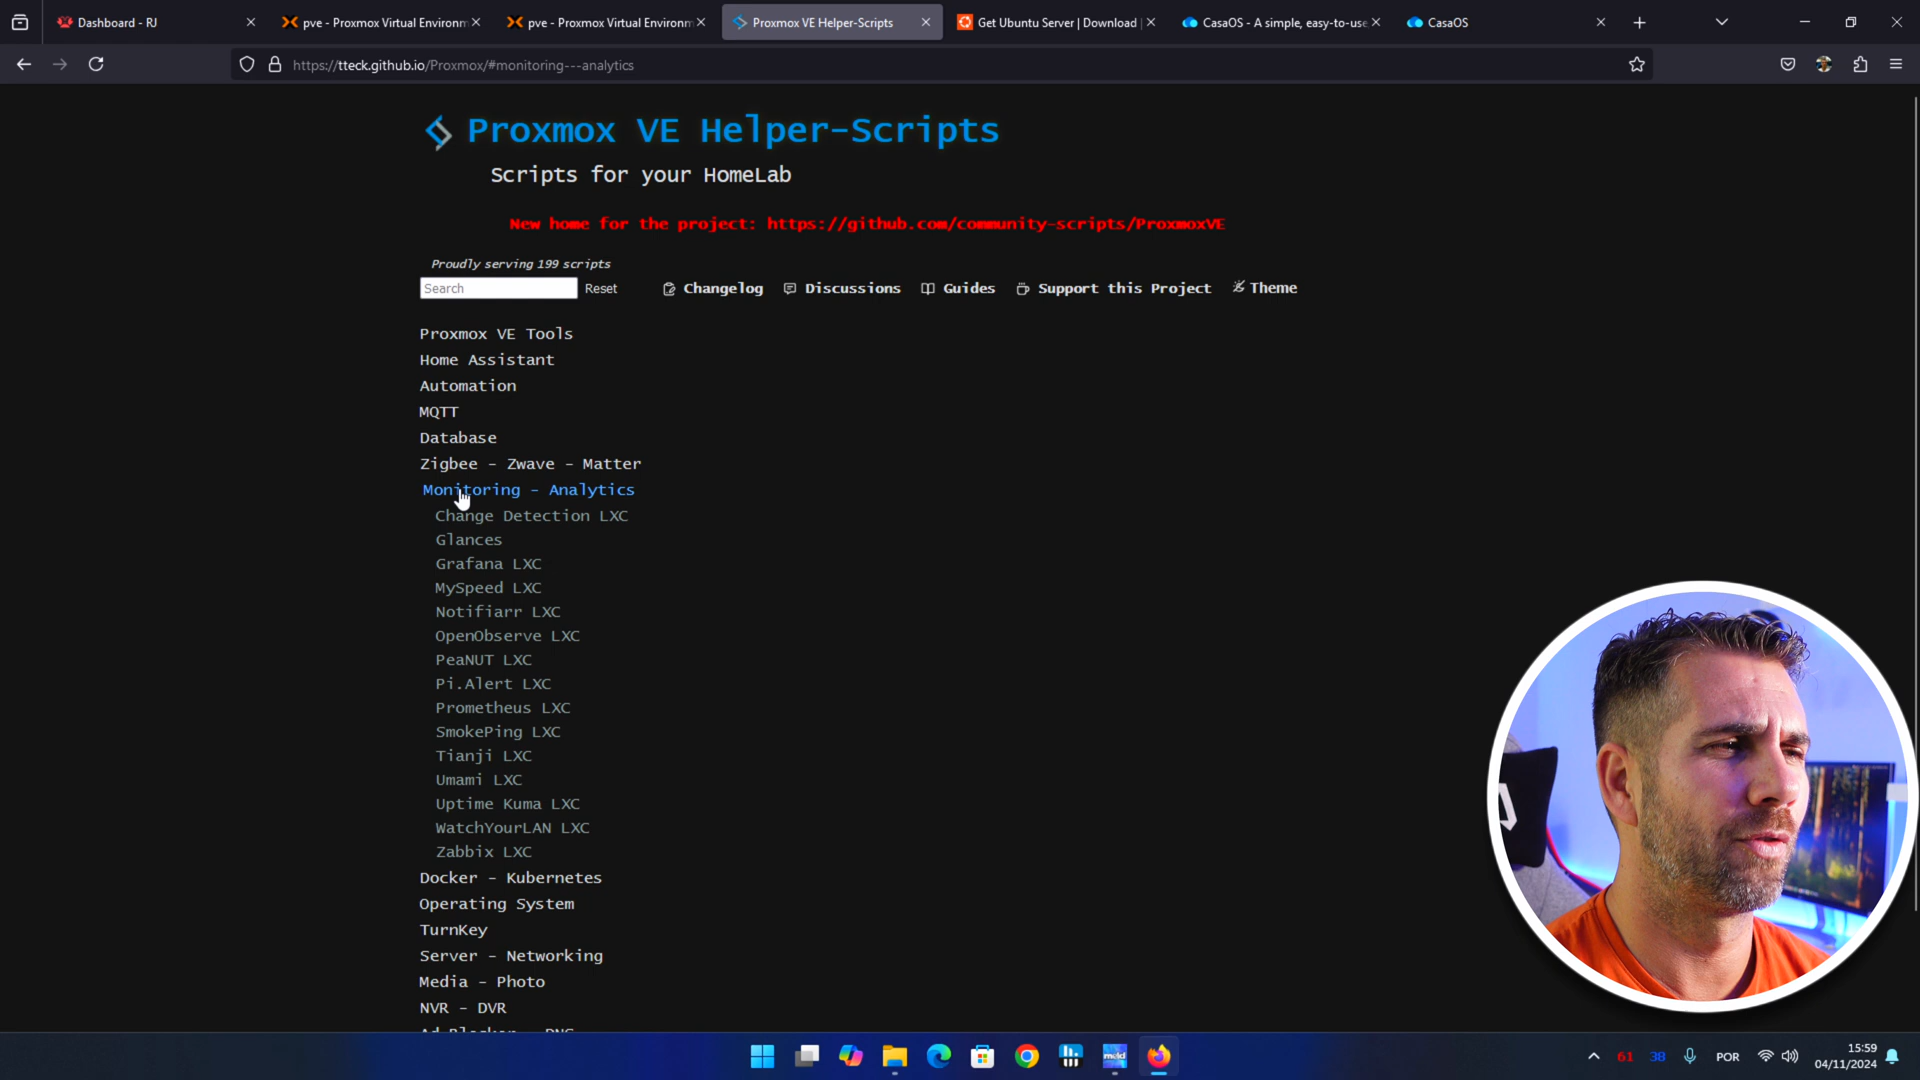 Dashboard - RJ
pve - Proxmox Virtual Environm
pve - Proxmox Virtual Environm
Proxmox VE Helper-Scripts
Get Ubuntu Server | Download
CasaOS - A simple, easy-to-use,
CasaOS
https://tteck.github.io/Proxmox/#monitoring---analytics
Proxmox VE Helper-Scripts
Scripts for your HomeLab
New home for the project: https://github.com/community-scripts/ProxmoxVE
Proudly serving 199 scripts
Search
Reset
Changelog
Discussions
Guides
Support this Project
Theme
Proxmox VE Tools
Home Assistant
Automation
MQTT
Database
Zigbee - Zwave - Matter
Monitoring - Analytics
Change Detection LXC
Glances
Grafana LXC
MySpeed LXC
Notifiarr LXC
OpenObserve LXC
PeaNUT LXC
Pi.Alert LXC
Prometheus LXC
SmokePing LXC
Tianji LXC
Umami LXC
Uptime Kuma LXC
WatchYourLAN LXC
Zabbix LXC
Docker - Kubernetes
Operating System
TurnKey
Server - Networking
Media - Photo
NVR - DVR
Ad Blocker - DNS
61
38
POR
15:59
04/11/2024